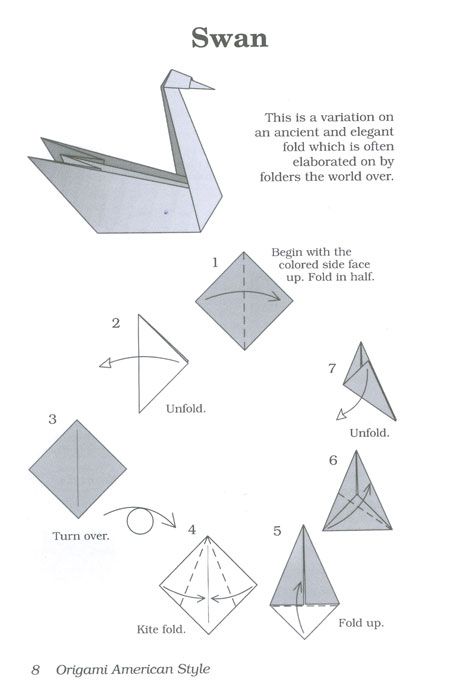 Swan
This is a variation on
an ancient and elegant
fold which is often
elaborated on by
folders the world over.
1
Begin with the
colored side face
up. Fold in half.
2
Unfold.
3
Turn over.
4
Kite fold.
5
Fold up.
6
7
Unfold.
8 Origami American Style